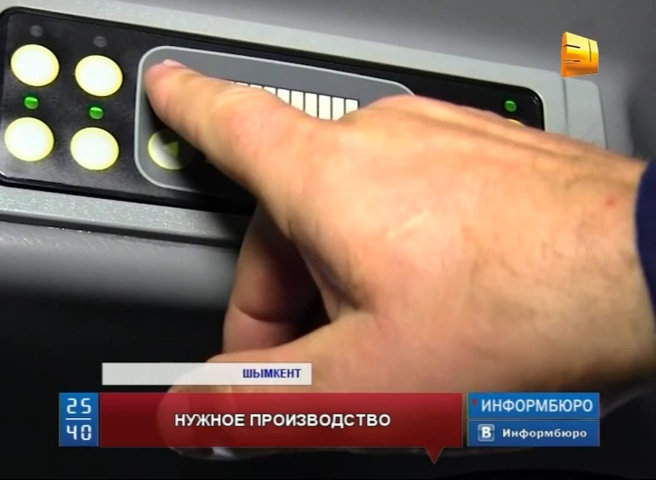 ШЫМКЕНТ
25
40
НУЖНОЕ ПРОИЗВОДСТВО
ИНФОРМБЮРО
В Информбюро